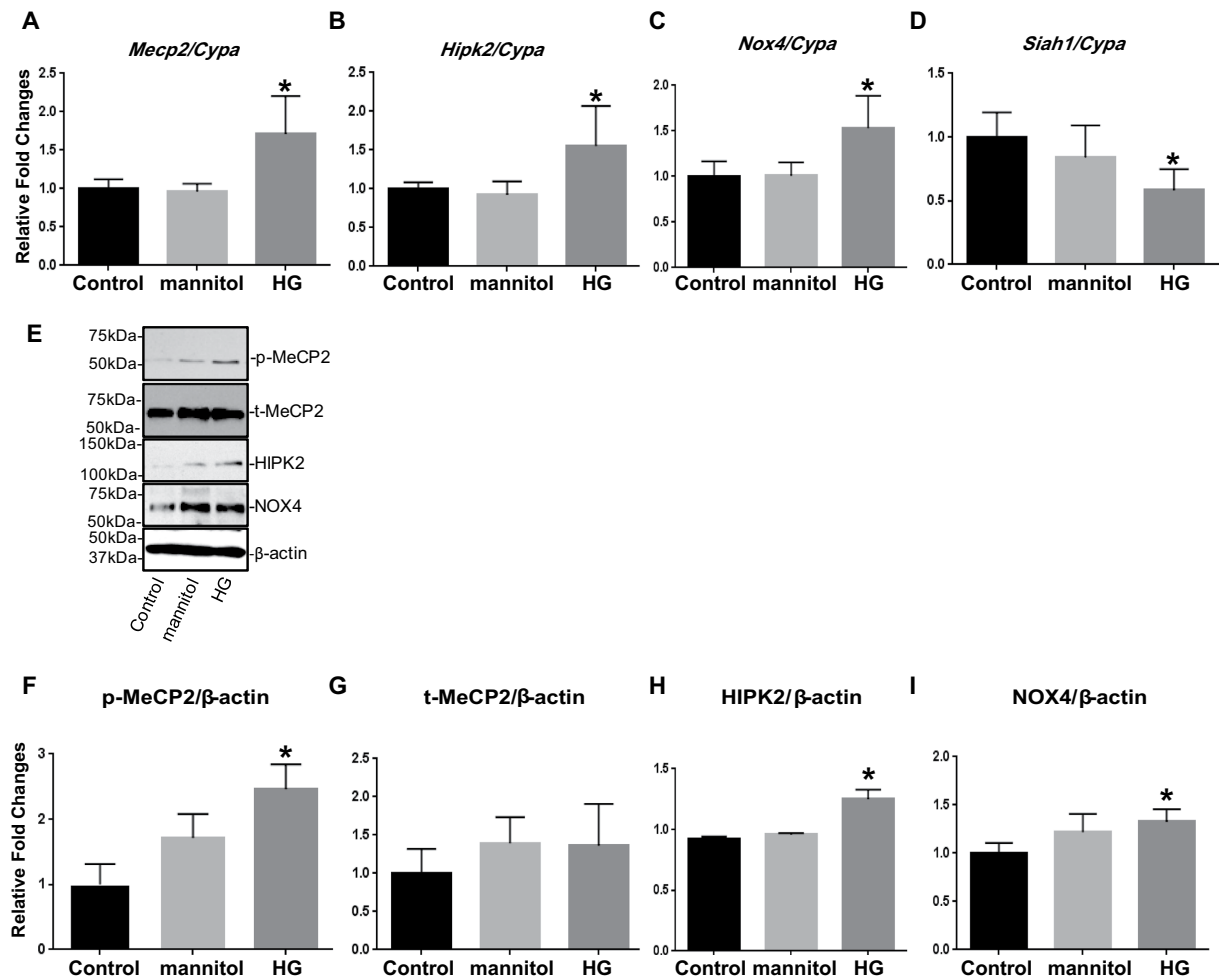 A
B
C
D
Mecp2/Cypa
Hipk2/Cypa
Nox4/Cypa
Siah1/Cypa
Relative Fold Changes
2.5
2.0
1.5
1.0
0.5
0.0
*
Control mannitol HG
2.5
2.0
1.5
1.0
0.5
0.0
*
Control mannitol HG
2.0
1.5
1.0
0.5
0.0
*
Control mannitol HG
1.5
1.0
0.5
0.0
*
Control mannitol HG
E
75kDa-
50kDa-
-p-MeCP2
75kDa-
50kDa-
-t-MeCP2
150kDa-
100kDa-
-HIPK2
75kDa-
50kDa-
-NOX4
50kDa-
37kDa-
-β-actin
Control
mannitol
HG
F
G
H
I
p-MeCP2/β-actin
t-MeCP2/β-actin
HIPK2/β-actin
NOX4/β-actin
Relative Fold Changes
3
2
1
0
*
Control mannitol HG
2.5
2.0
1.5
1.0
0.5
0.0
Control mannitol HG
1.5
1.0
0.5
0.0
*
Control mannitol HG
2.0
1.5
1.0
0.5
0.0
*
Control mannitol HG